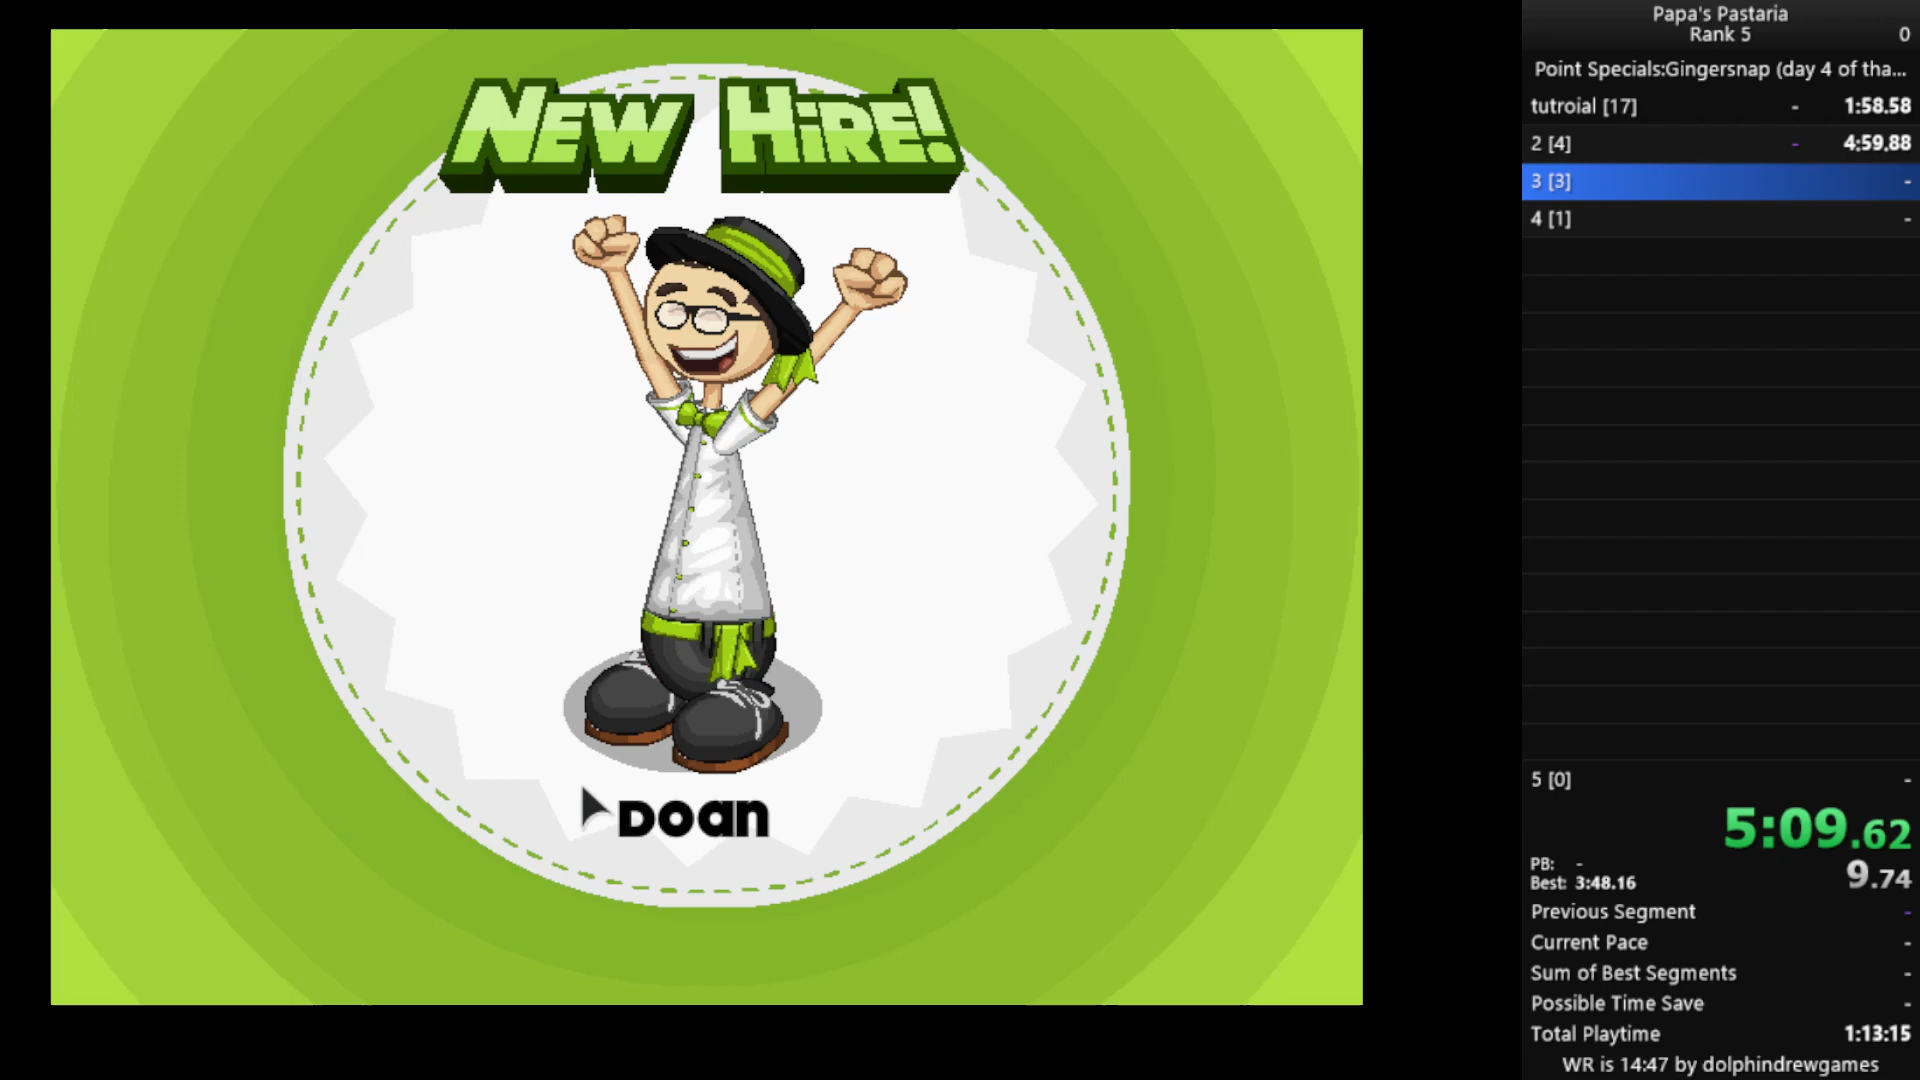 NEW HIRE!
DOAN
Papa's Pastaria
Rank 5
0
Point Specials:Gingersnap (day 4 of tha...
tutroial [17] - 1:58.58
2 [4] - 4:59.88
3 [3] -
4 [1] -
5 [0] -
5:09.62
PB: -
9.74
Best: 3:48.16
Previous Segment -
Current Pace -
Sum of Best Segments -
Possible Time Save -
Total Playtime 1:13:15
WR is 14:47 by dolphindrewgames